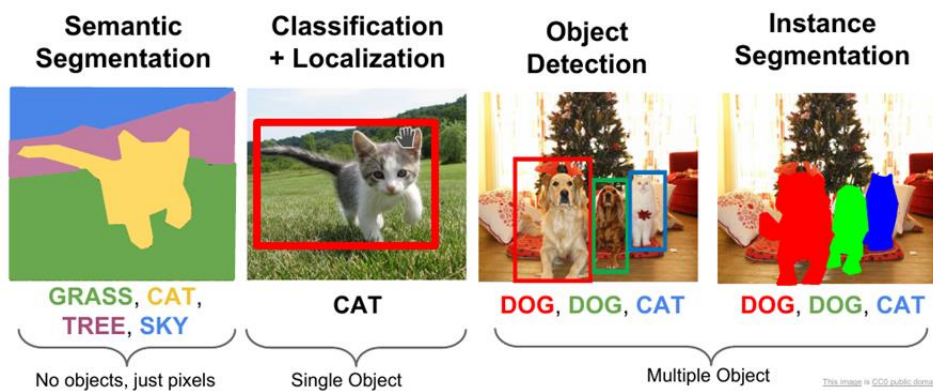 Semantic
Segmentation
Classification
+ Localization
Object
Detection
Instance
Segmentation
GRASS, CAT,
TREE, SKY
CAT
DOG, DOG, CAT
DOG, DOG, CAT
No objects, just pixels
Single Object
Multiple Object
This image is CC0 public doma